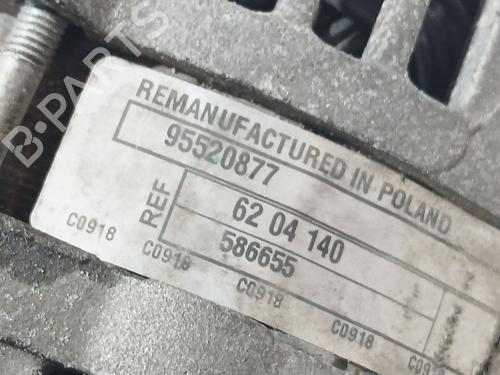 REMANUFACTURED IN POLAND
95520877
REF
62 04 140
586655
C0918
C0918
C0918
C0918
C0918
B-PARTS